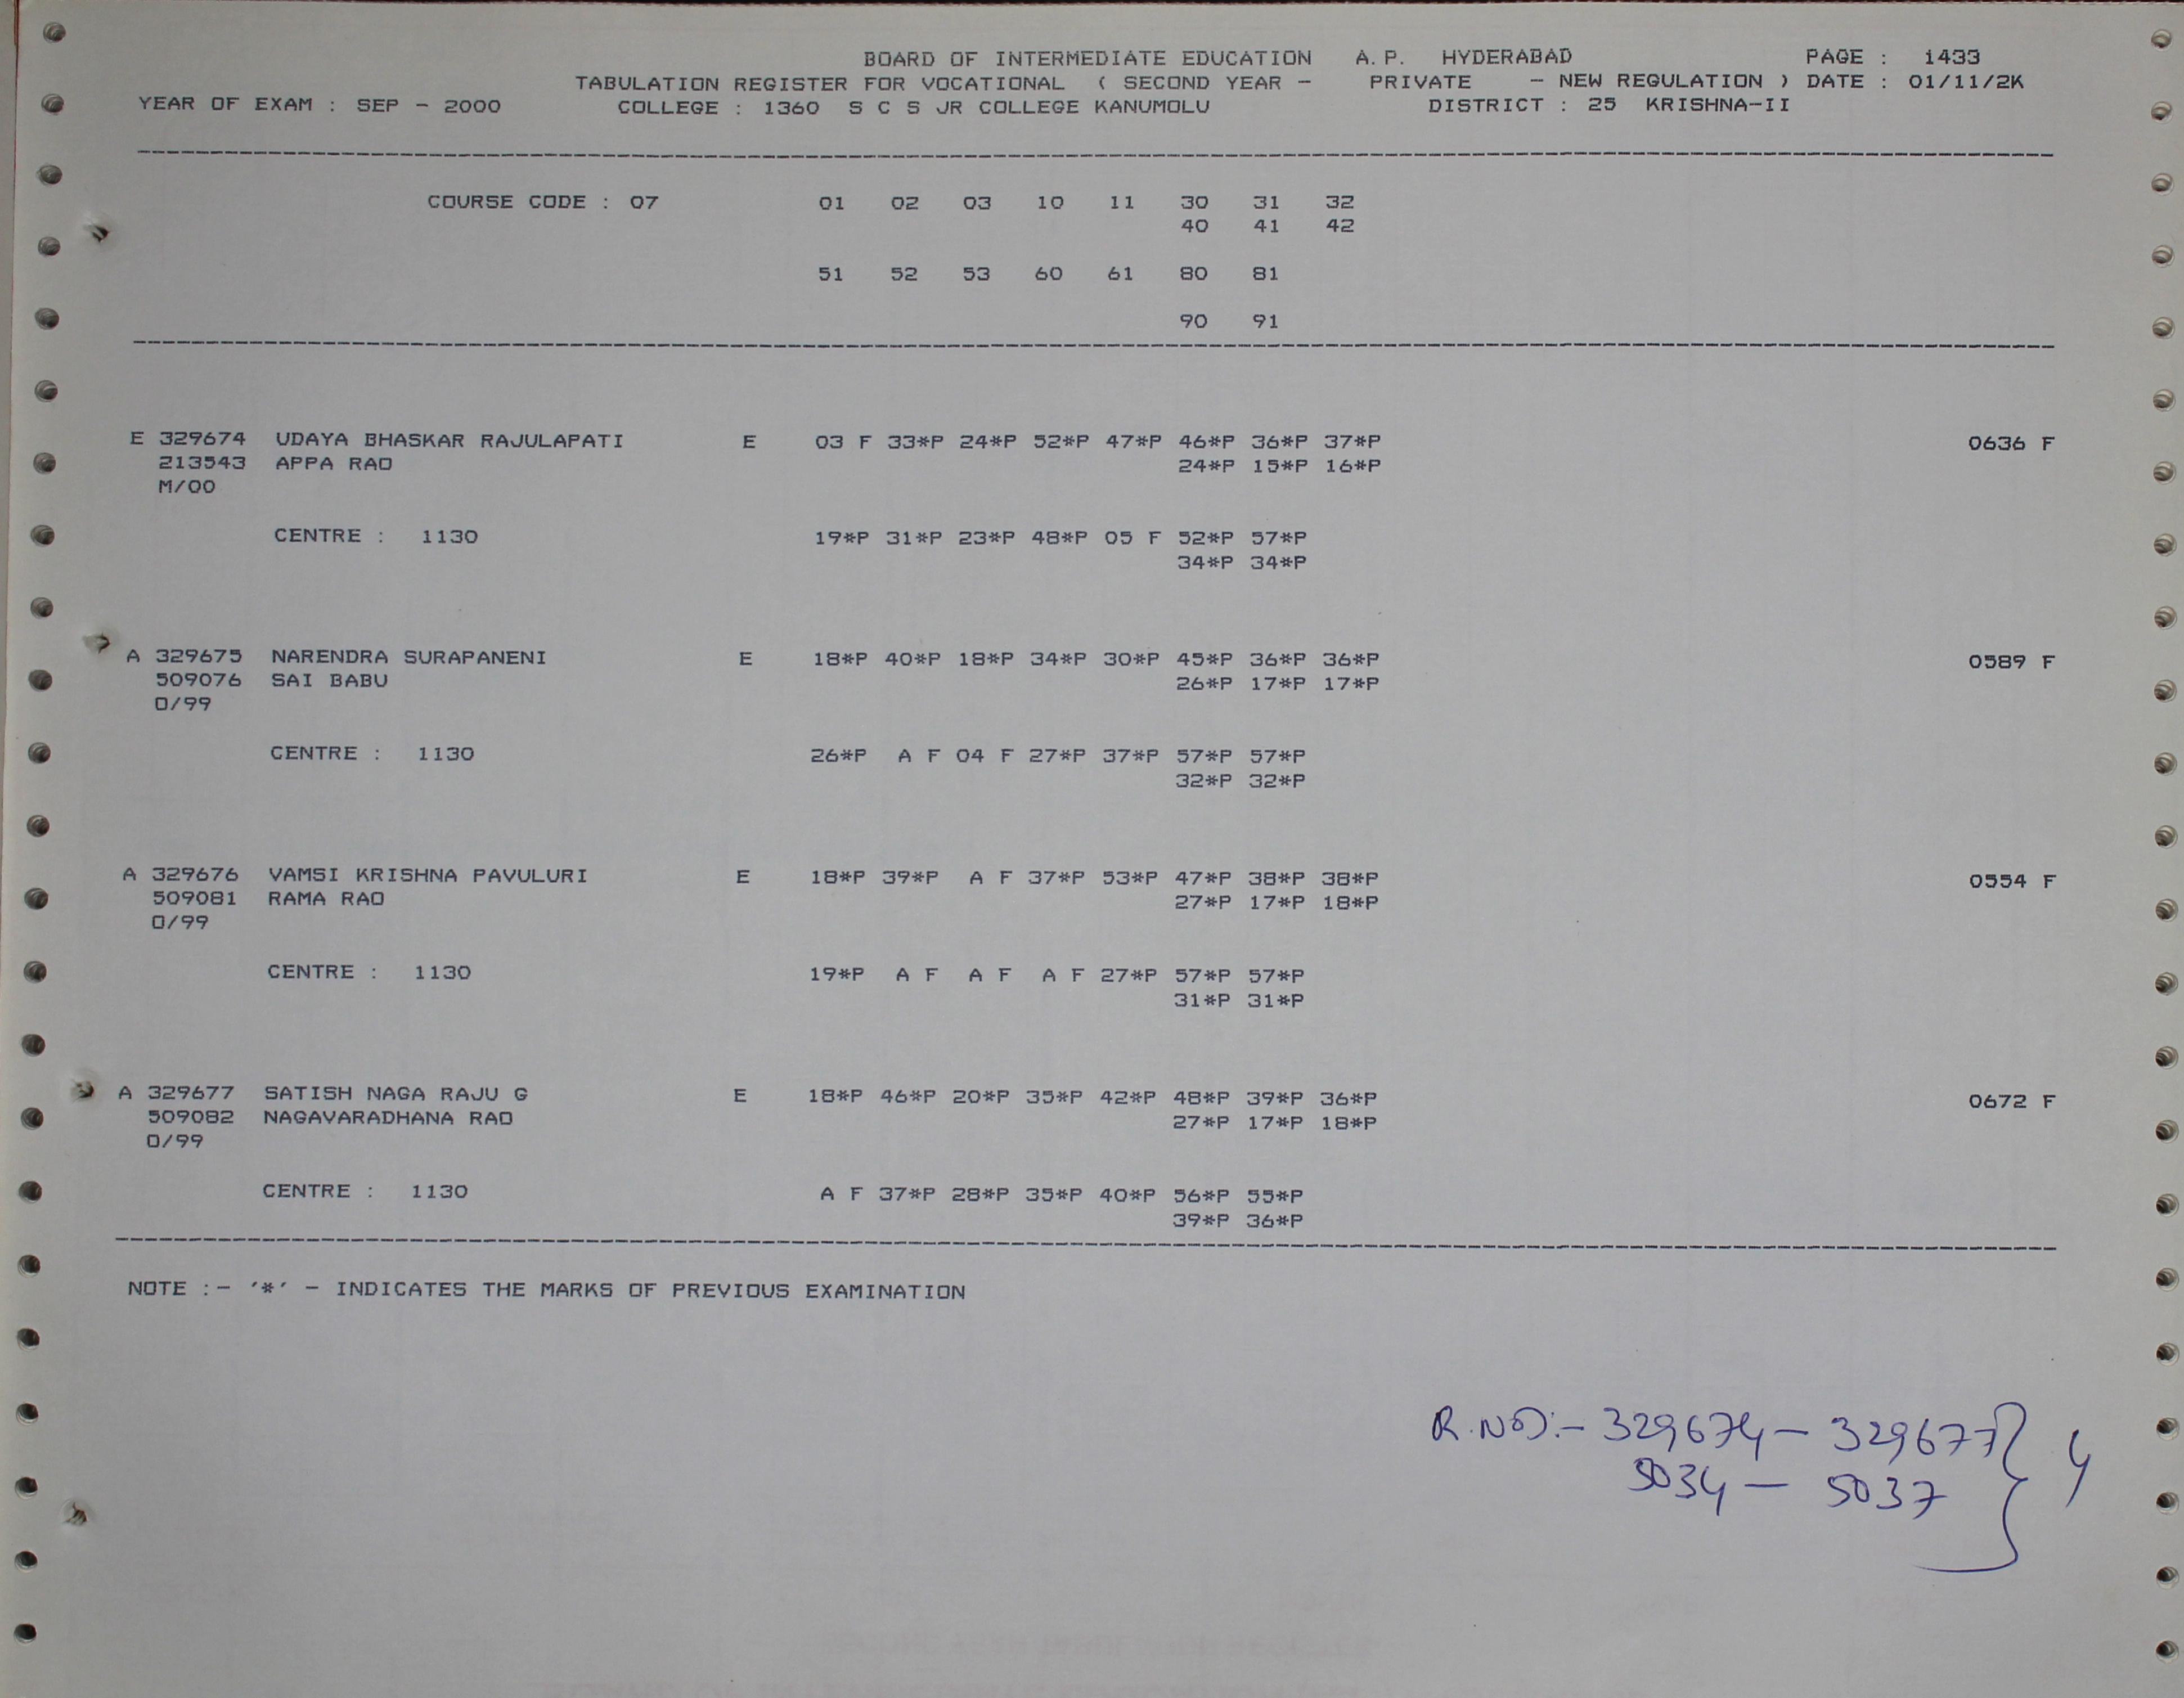 BOARD OF INTERMEDIATE EDUCATION A.P. HYDERABAD PAGE : 1433
TABULATION REGISTER FOR VOCATIONAL ( SECOND YEAR - PRIVATE - NEW REGULATION ) DATE : 01/11/2K
YEAR OF EXAM : SEP - 2000 COLLEGE : 1360 S C S JR COLLEGE KANUMOLU DISTRICT : 25 KRISHNA-II
COURSE CODE : 07 01 02 03 10 11 30 31 32
40 41 42
51 52 53 60 61 80 81
90 91
E 329674 UDAYA BHASKAR RAJULAPATI E 03 F 33*P 24*P 52*P 47*P 46*P 36*P 37*P 0636 F
213543 APPA RAO 24*P 15*P 16*P
M/00
CENTRE : 1130 19*P 31*P 23*P 48*P 05 F 52*P 57*P
34*P 34*P
A 329675 NARENDRA SURAPANENI E 18*P 40*P 18*P 34*P 30*P 45*P 36*P 36*P 0589 F
509076 SAI BABU 26*P 17*P 17*P
O/99
CENTRE : 1130 26*P A F 04 F 27*P 37*P 57*P 57*P
32*P 32*P
A 329676 VAMSI KRISHNA PAVULURI E 18*P 39*P A F 37*P 53*P 47*P 38*P 38*P 0554 F
509081 RAMA RAO 27*P 17*P 18*P
O/99
CENTRE : 1130 19*P A F A F A F 27*P 57*P 57*P
31*P 31*P
A 329677 SATISH NAGA RAJU G E 18*P 46*P 20*P 35*P 42*P 48*P 39*P 36*P 0672 F
509082 NAGAVARADHANA RAO 27*P 17*P 18*P
O/99
CENTRE : 1130 A F 37*P 28*P 35*P 40*P 56*P 55*P
39*P 36*P
NOTE :- '*' - INDICATES THE MARKS OF PREVIOUS EXAMINATION
R.NO:- 329674 - 329677 } 4
5034 - 5037